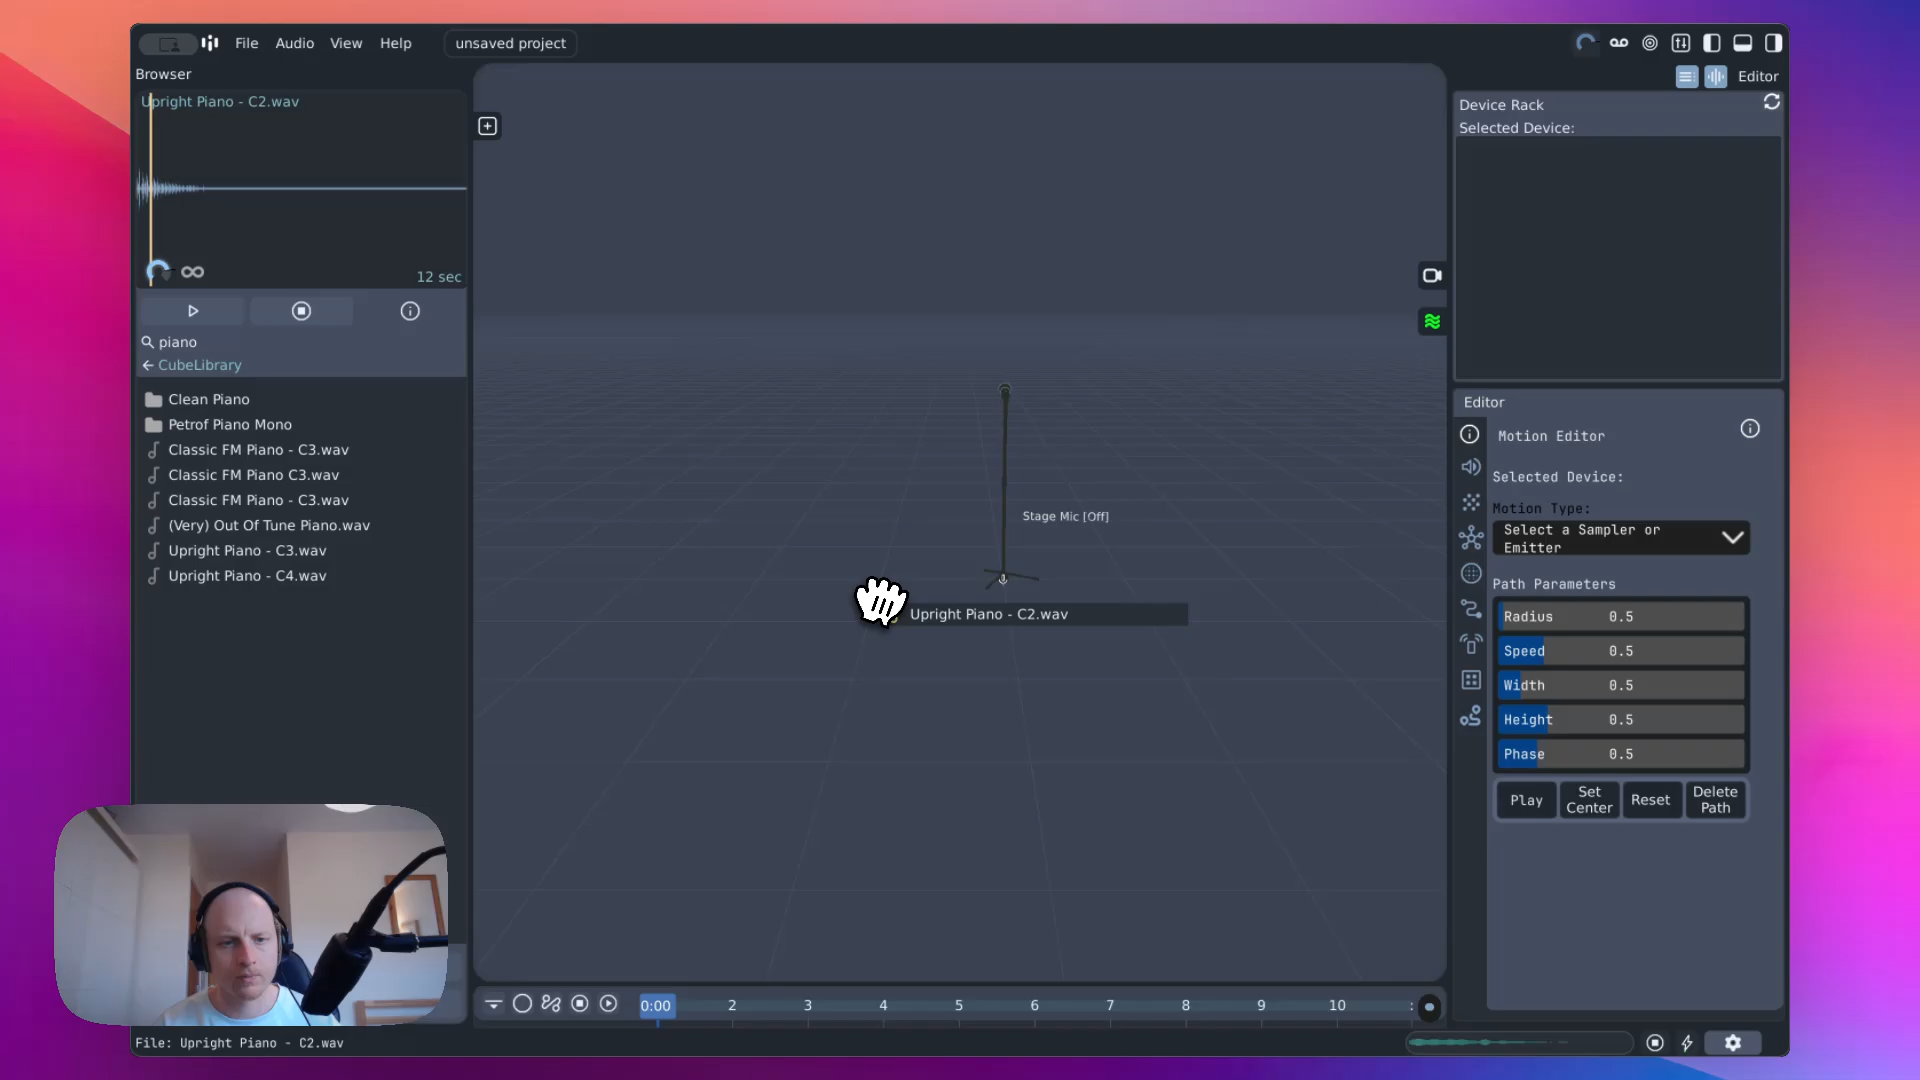 File Audio View Help unsaved project
Browser
Upright Piano - C2.wav
12 sec
piano
CubeLibrary
Clean Piano
Petrof Piano Mono
Classic FM Piano - C3.wav
Classic FM Piano C3.wav
Classic FM Piano - C3.wav
(Very) Out Of Tune Piano.wav
Upright Piano - C3.wav
Upright Piano - C4.wav
Stage Mic [Off]
Upright Piano - C2.wav
0:00 2 3 4 5 6 7 8 9 10
Editor
Device Rack
Selected Device:
Editor
Motion Editor
Selected Device:
Motion Type:
Select a Sampler or
Emitter
Path Parameters
Radius 0.5
Speed 0.5
Width 0.5
Height 0.5
Phase 0.5
Play
Set
Center
Reset
Delete
Path
File: Upright Piano - C2.wav